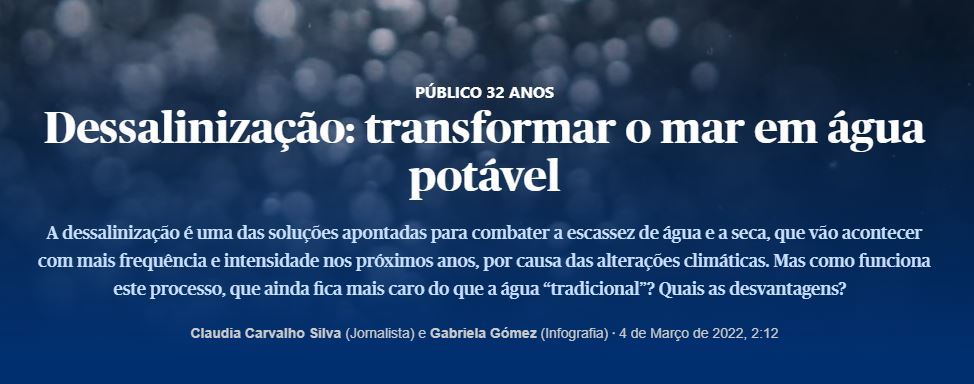 PÚBLICO 32 ANOS
Dessalinização: transformar o mar em água
potável
A dessalinização é uma das soluções apontadas para combater a escassez de água e a seca, que vão acontecer
com mais frequência e intensidade nos próximos anos, por causa das alterações climáticas. Mas como funciona
este processo, que ainda fica mais caro do que a água “tradicional”? Quais as desvantagens?
Claudia Carvalho Silva (Jornalista) e Gabriela Gómez (Infografia) · 4 de Março de 2022, 2:12